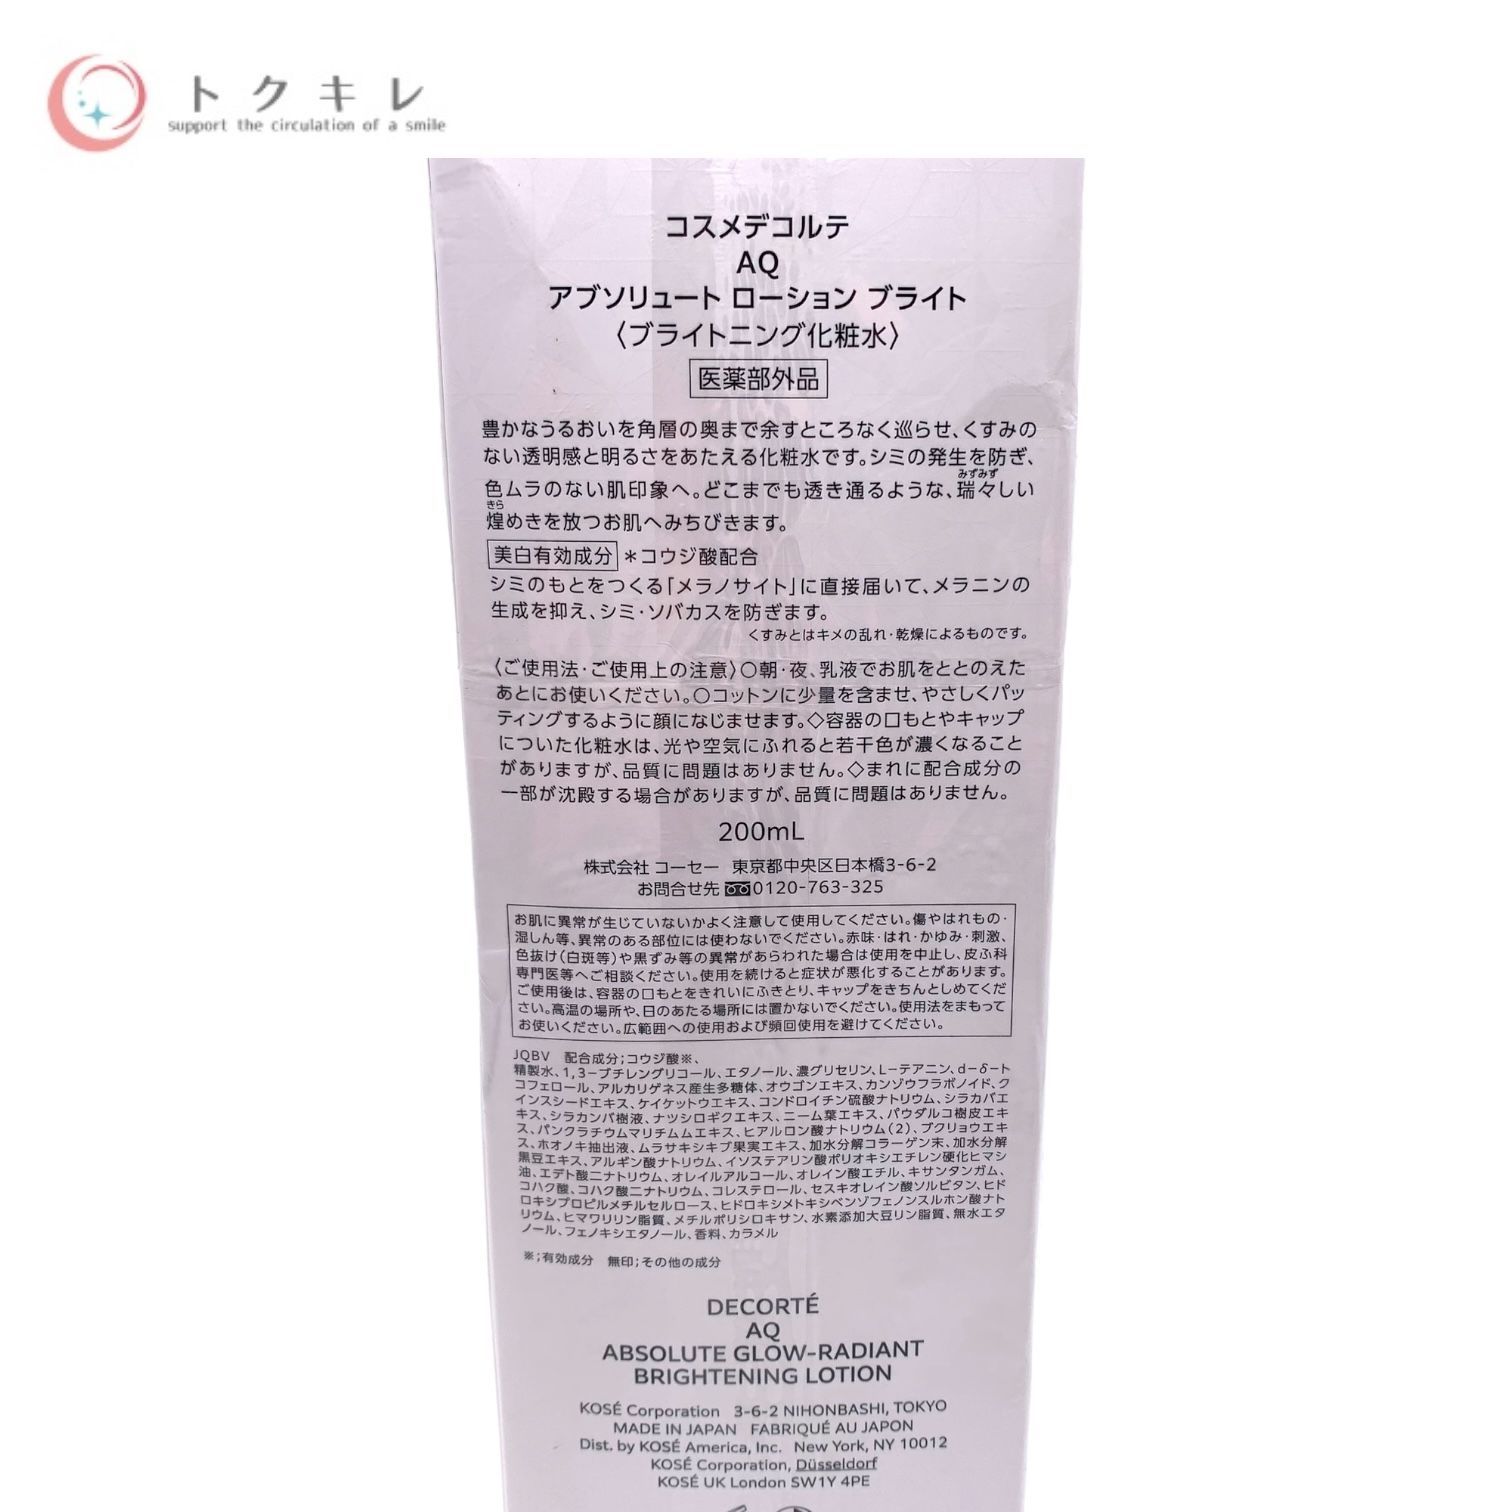 トクキレ
support the circulation of a smile
コスメデコルテ
AQ
アブソリュート ローション ブライト
〈ブライトニング化粧水〉
医薬部外品
豊かなうるおいを角層の奥まで余すところなく巡らせ、くすみの
ない透明感と明るさをあたえる化粧水です。シミの発生を防ぎ、
みずみず
色ムラのない肌印象へ。どこまでも透き通るような、瑞々しい
きら
煌めきを放つお肌へみちびきます。
美白有効成分 *コウジ酸配合
シミのもとをつくる「メラノサイト」に直接届いて、メラニンの
生成を抑え、シミ・ソバカスを防ぎます。
くすみとはキメの乱れ・乾燥によるものです。
〈ご使用法・ご使用上の注意〉○朝・夜、乳液でお肌をととのえた
あとにお使いください。○コットンに少量を含ませ、やさしくパッ
ティングするように顔になじませます。◇容器の口もとやキャップ
についた化粧水は、光や空気にふれると若干色が濃くなること
がありますが、品質に問題はありません。◇まれに配合成分の
一部が沈殿する場合がありますが、品質に問題はありません。
200mL
株式会社 コーセー 東京都中央区日本橋3-6-2
お問合せ先 0120-763-325
お肌に異常が生じていないかよく注意して使用してください。傷やはれもの・
湿しん等、異常のある部位には使わないでください。赤味・はれ・かゆみ・刺激、
色抜け(白斑等)や黒ずみ等の異常があらわれた場合は使用を中止し、皮ふ科
専門医等へご相談ください。使用を続けると症状が悪化することがあります。
ご使用後は、容器の口もとをきれいにふきとり、キャップをきちんとしめてくだ
さい。高温の場所や、日のあたる場所には置かないでください。使用法をまもって
お使いください。広範囲への使用および頻回使用を避けてください。
JQBV 配合成分;コウジ酸※、
精製水、1,3-ブチレングリコール、エタノール、濃グリセリン、L-テアニン、d-δ-ト
コフェロール、アルカリゲネス産生多糖体、オウゴンエキス、カンゾウフラボノイド、ク
インスシードエキス、ケイケットウエキス、コンドロイチン硫酸ナトリウム、シラカバエ
キス、シラカンバ樹液、ナツシロギクエキス、ニーム葉エキス、パウダルコ樹皮エキ
ス、パンクラチウムマリチムムエキス、ヒアルロン酸ナトリウム(2)、ブクリョウエキ
ス、ホオノキ抽出液、ムラサキシキブ果実エキス、加水分解コラーゲン末、加水分解
黒豆エキス、アルギン酸ナトリウム、イソステアリン酸ポリオキシエチレン硬化ヒマシ
油、エデト酸二ナトリウム、オレイルアルコール、オレイン酸エチル、キサンタンガム、
コハク酸、コハク酸二ナトリウム、コレステロール、セスキオレイン酸ソルビタン、ヒド
ロキシプロピルメチルセルロース、ヒドロキシメトキシベンゾフェノンスルホン酸ナト
リウム、ヒマワリリン脂質、メチルポリシロキサン、水素添加大豆リン脂質、無水エタ
ノール、フェノキシエタノール、香料、カラメル
※;有効成分 無印;その他の成分
DECORTÉ
AQ
ABSOLUTE GLOW-RADIANT
BRIGHTENING LOTION
KOSÉ Corporation 3-6-2 NIHONBASHI, TOKYO
MADE IN JAPAN FABRIQUÉ AU JAPON
Dist. by KOSÉ America, Inc. New York, NY 10012
KOSÉ Corporation, Düsseldorf
KOSÉ UK London SW1Y 4PE